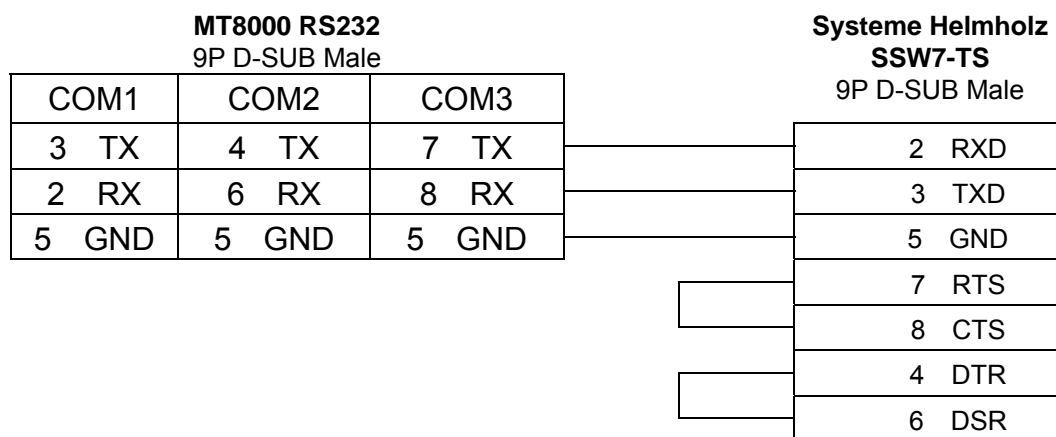 MT8000 RS232
9P D-SUB Male
COM1 COM2 COM3
3 TX 4 TX 7 TX
2 RX 6 RX 8 RX
5 GND 5 GND 5 GND
Systeme Helmholz
SSW7-TS
9P D-SUB Male
2 RXD
3 TXD
5 GND
7 RTS
8 CTS
4 DTR
6 DSR